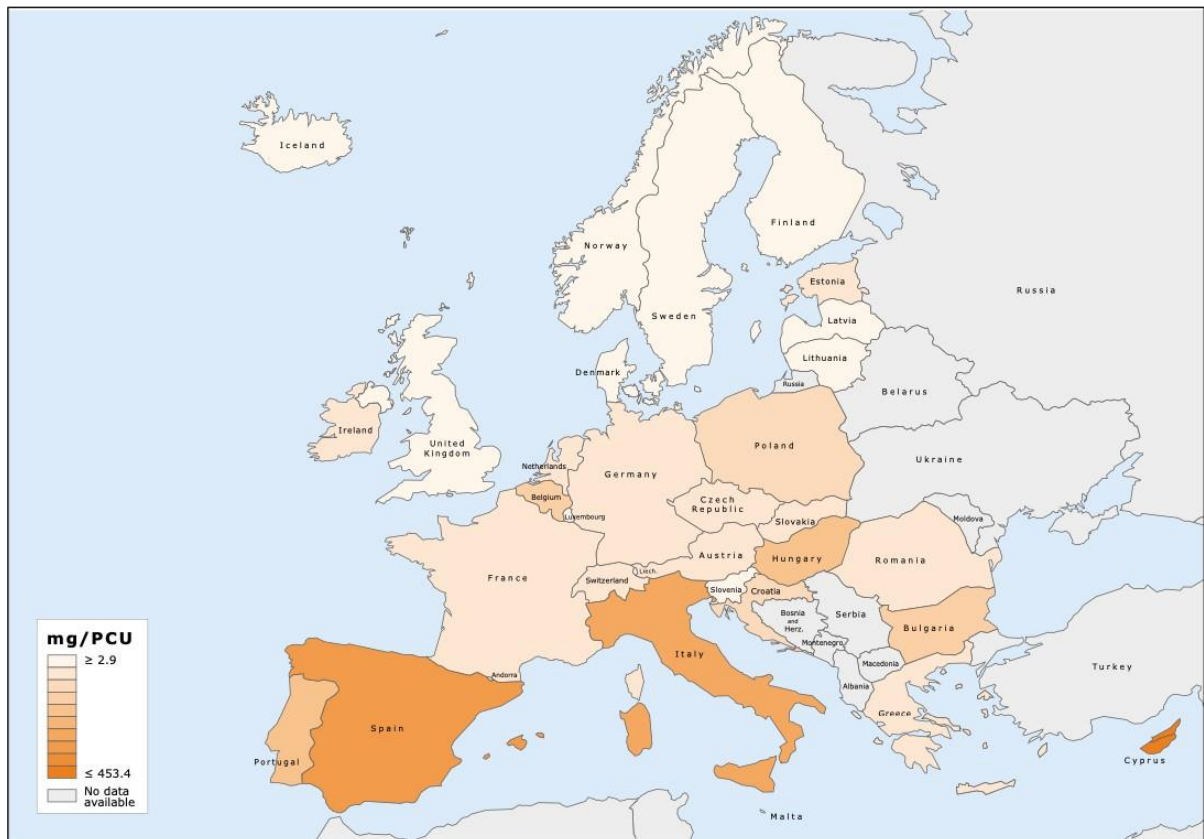 Iceland
Norway
Finland
Sweden
Estonia
Russia
Latvia
Lithuania
Denmark
Russia
Belarus
Ireland
United
Kingdom
Poland
Netherlands
Germany
Ukraine
Belgium
Czech
Republic
Luxembourg
Slovakia
Moldova
Austria
Hungary
Romania
Liech.
France
Switzerland
Slovenia
Croatia
Bosnia
and
Herz.
Serbia
Bulgaria
Montenegro
Italy
Macedonia
Andorra
Albania
Turkey
Greece
Spain
Portugal
Cyprus
Malta
mg/PCU
≥ 2.9
≤ 453.4
No data
available